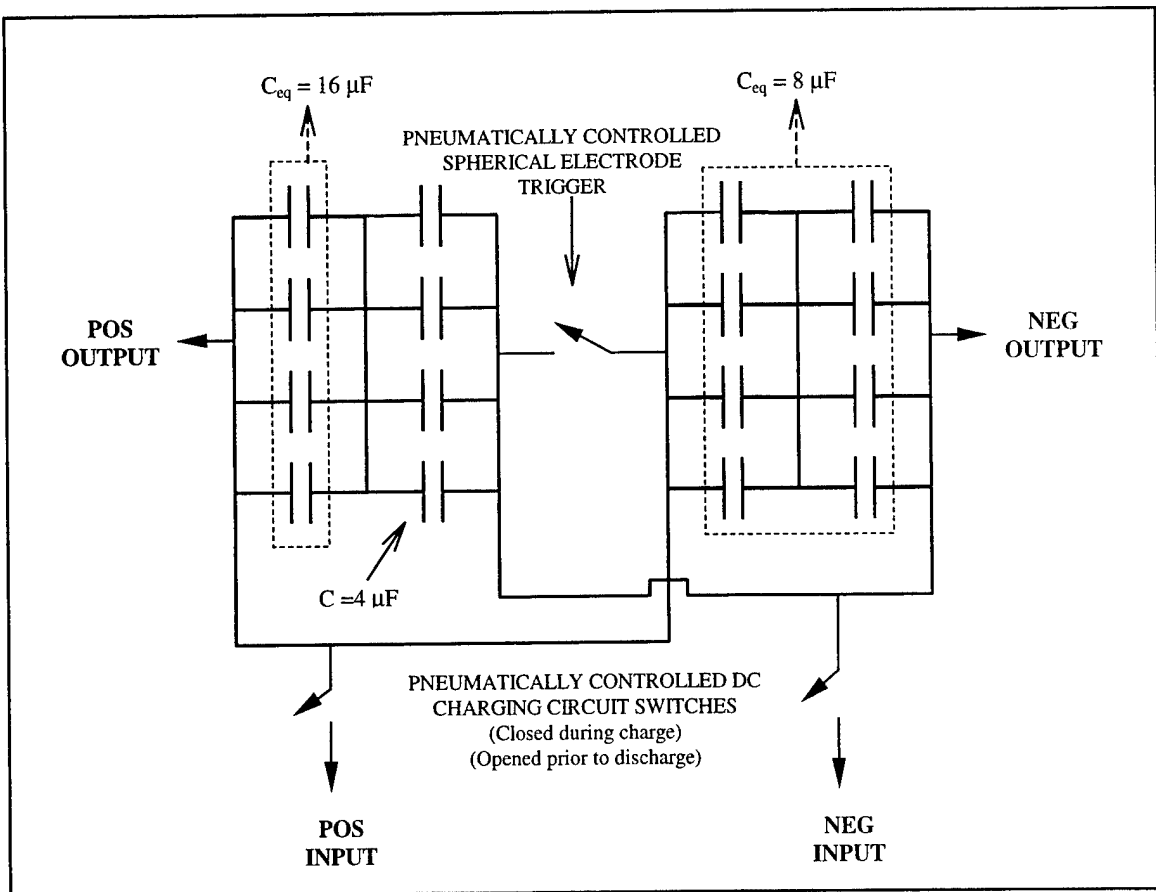 C_eq = 16 µF
C_eq = 8 µF
PNEUMATICALLY CONTROLLED
SPHERICAL ELECTRODE
TRIGGER
POS
OUTPUT
NEG
OUTPUT
C =4 µF
PNEUMATICALLY CONTROLLED DC
CHARGING CIRCUIT SWITCHES
(Closed during charge)
(Opened prior to discharge)
POS
INPUT
NEG
INPUT